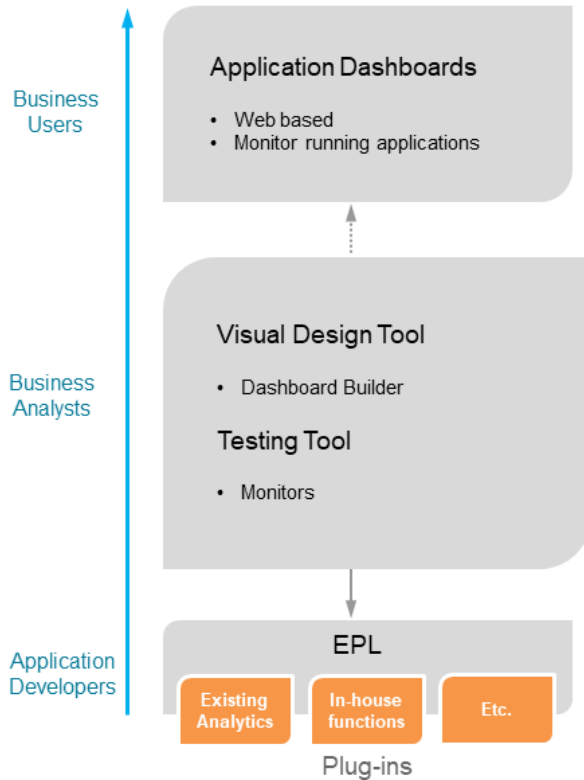 Application Dashboards
Business
Users
• Web based
• Monitor running applications
Visual Design Tool
Business
Analysts
• Dashboard Builder
Testing Tool
• Monitors
EPL
Application
Developers
Existing
Analytics
In-house
functions
Etc.
Plug-ins